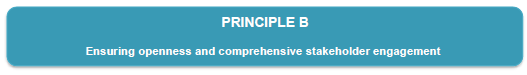 PRINCIPLE B
Ensuring openness and comprehensive stakeholder engagement